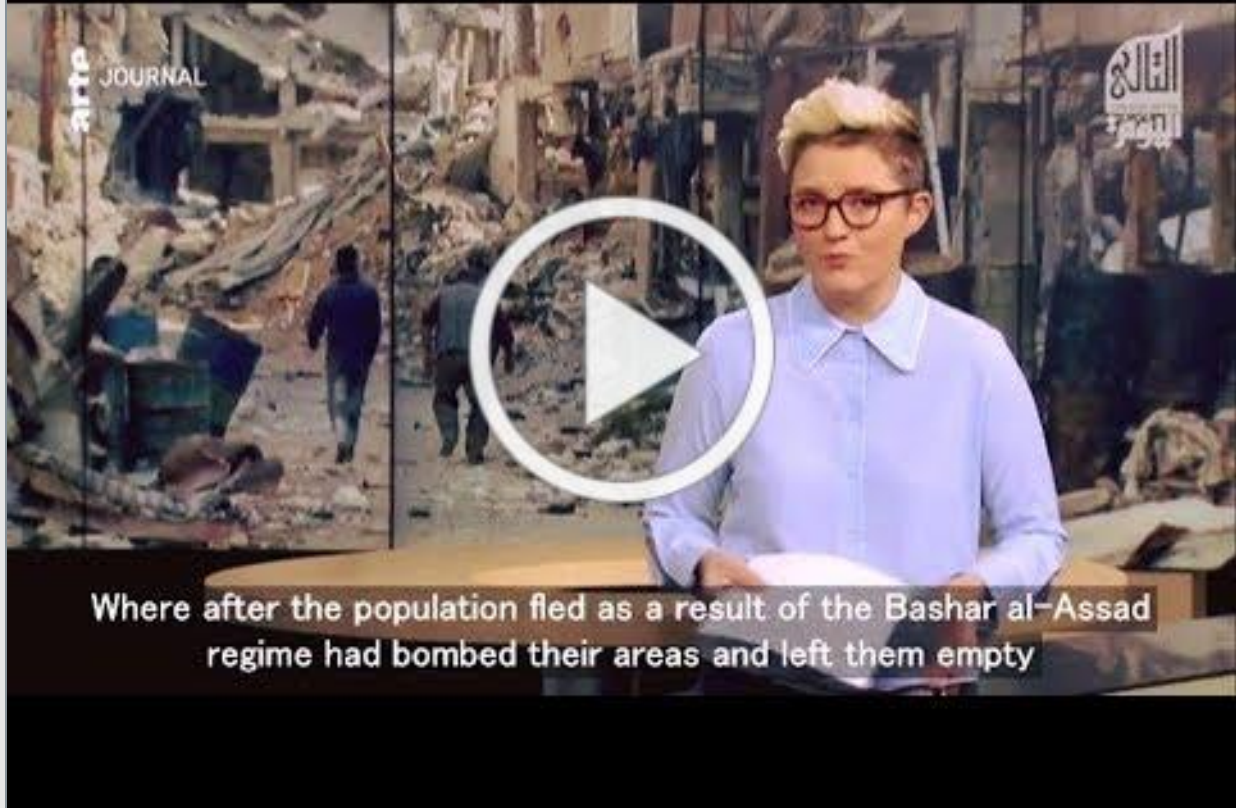 arte JOURNAL
Where after the population fled as a result of the Bashar al-Assad
regime had bombed their areas and left them empty